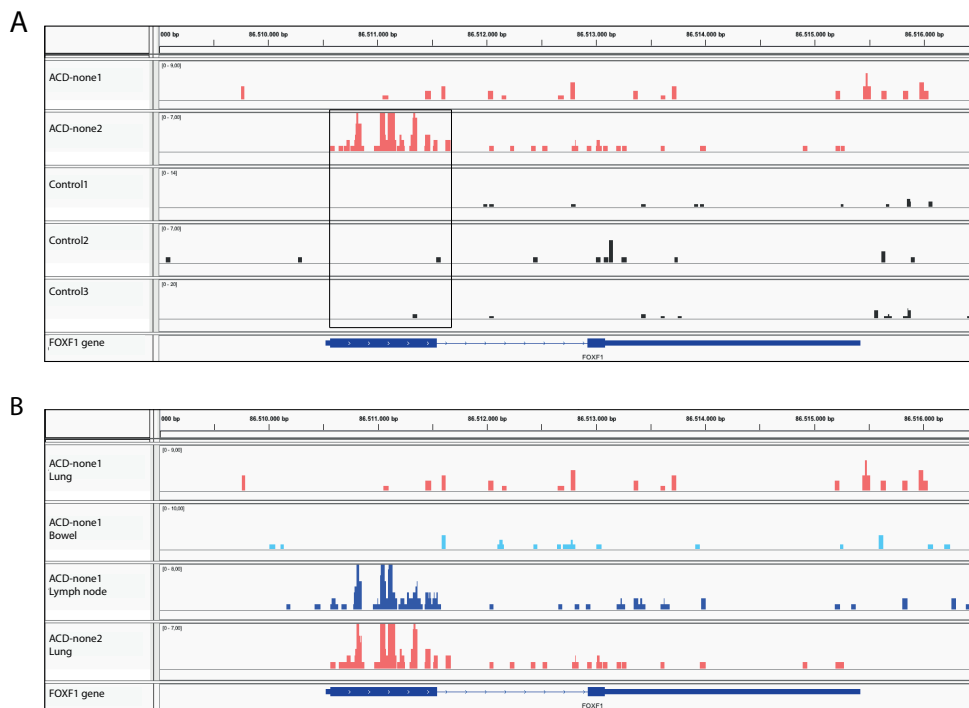 A
000 bp
86.510.000 bp
86.511.000 bp
86.512.000 bp
86.513.000 bp
86.514.000 bp
86.515.000 bp
86.516.000 bp
ACD-none1
[0 - 9,00]
ACD-none2
[0 - 7,00]
Control1
[0 - 14]
Control2
[0 - 7,00]
Control3
[0 - 20]
FOXF1 gene
FOXF1
B
000 bp
86.510.000 bp
86.511.000 bp
86.512.000 bp
86.513.000 bp
86.514.000 bp
86.515.000 bp
86.516.000 bp
ACD-none1
Lung
[0 - 9,00]
ACD-none1
Bowel
[0 - 10,00]
ACD-none1
Lymph node
[0 - 8,00]
ACD-none2
Lung
[0 - 7,00]
FOXF1 gene
FOXF1